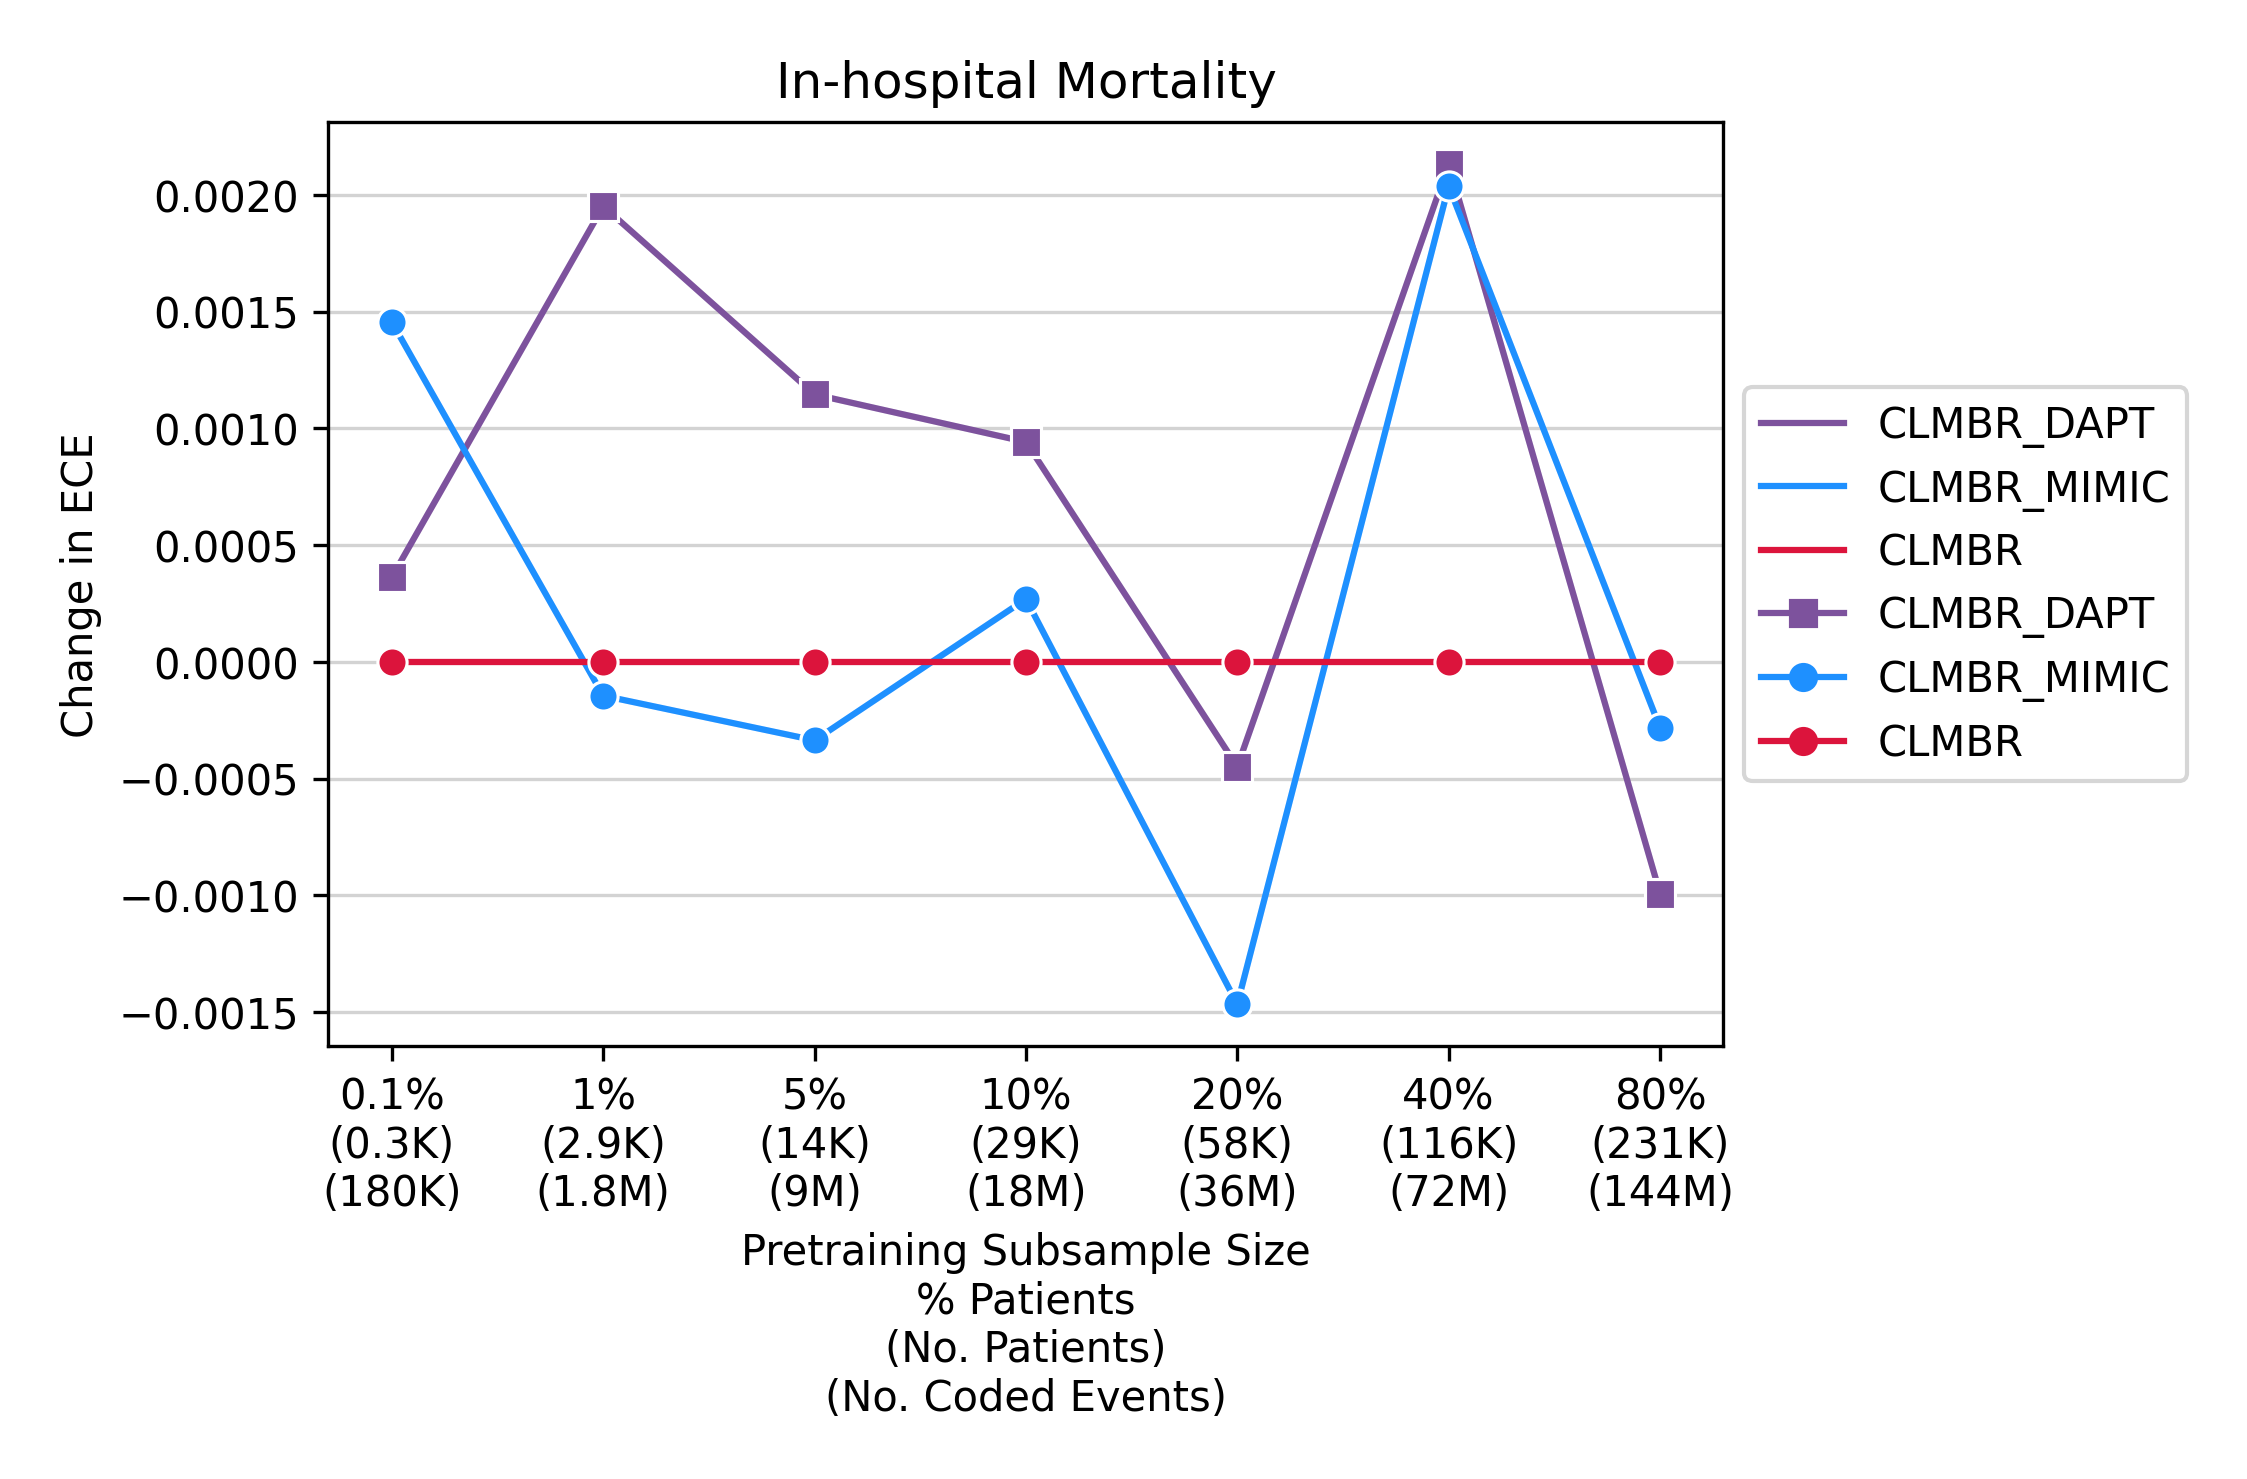 In-hospital Mortality
Change in ECE
0.0020
0.0015
0.0010
0.0005
0.0000
−0.0005
−0.0010
−0.0015
0.1% 1% 5% 10% 20% 40% 80%
(0.3K) (2.9K) (14K) (29K) (58K) (116K) (231K)
(180K) (1.8M) (9M) (18M) (36M) (72M) (144M)
Pretraining Subsample Size
% Patients
(No. Patients)
(No. Coded Events)
CLMBR_DAPT
CLMBR_MIMIC
CLMBR
CLMBR_DAPT
CLMBR_MIMIC
CLMBR